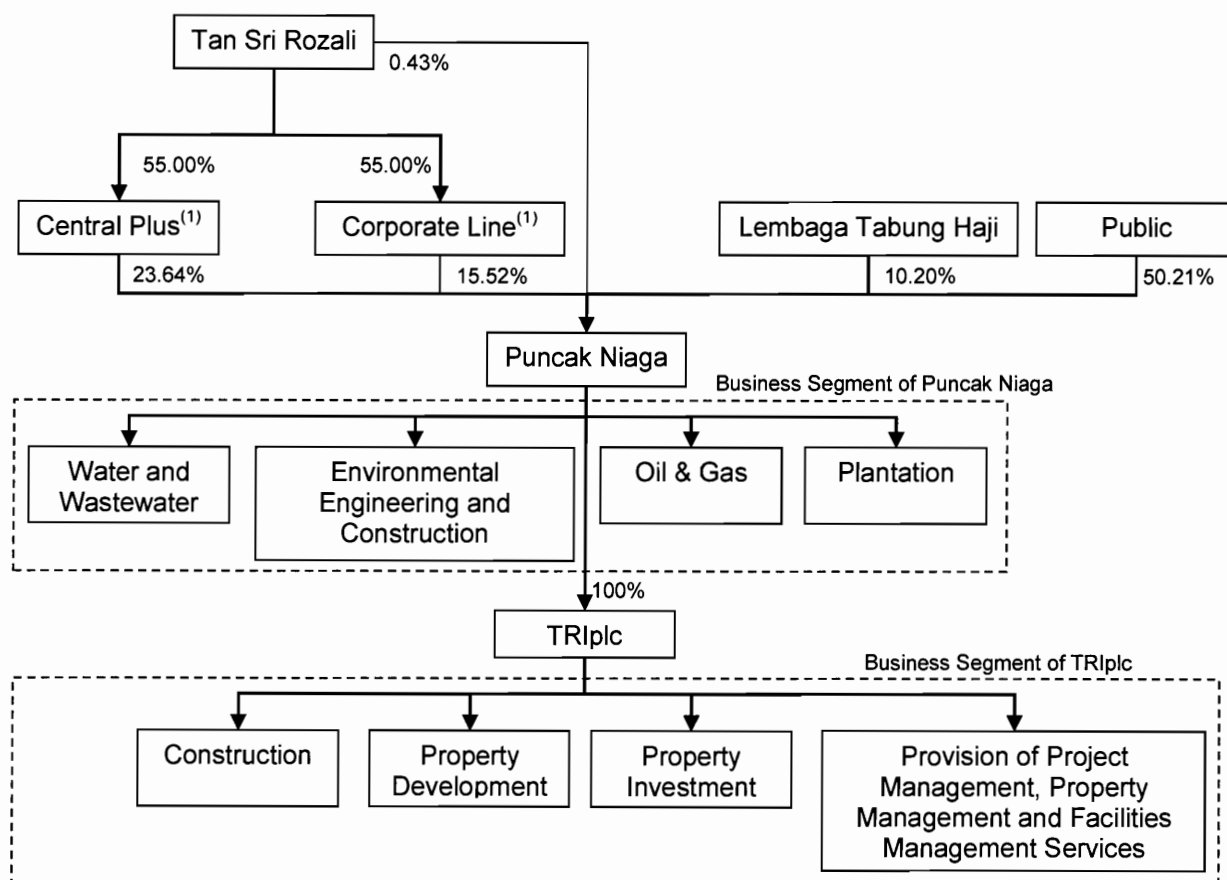 Tan Sri Rozali
0.43%
55.00%
55.00%
Central Plus(1)
Corporate Line(1)
Lembaga Tabung Haji
Public
23.64%
15.52%
10.20%
50.21%
Puncak Niaga
Business Segment of Puncak Niaga
Water and
Wastewater
Environmental
Engineering and
Construction
Oil & Gas
Plantation
100%
TRIplc
Business Segment of TRIplc
Construction
Property
Development
Property
Investment
Provision of Project
Management, Property
Management and Facilities
Management Services